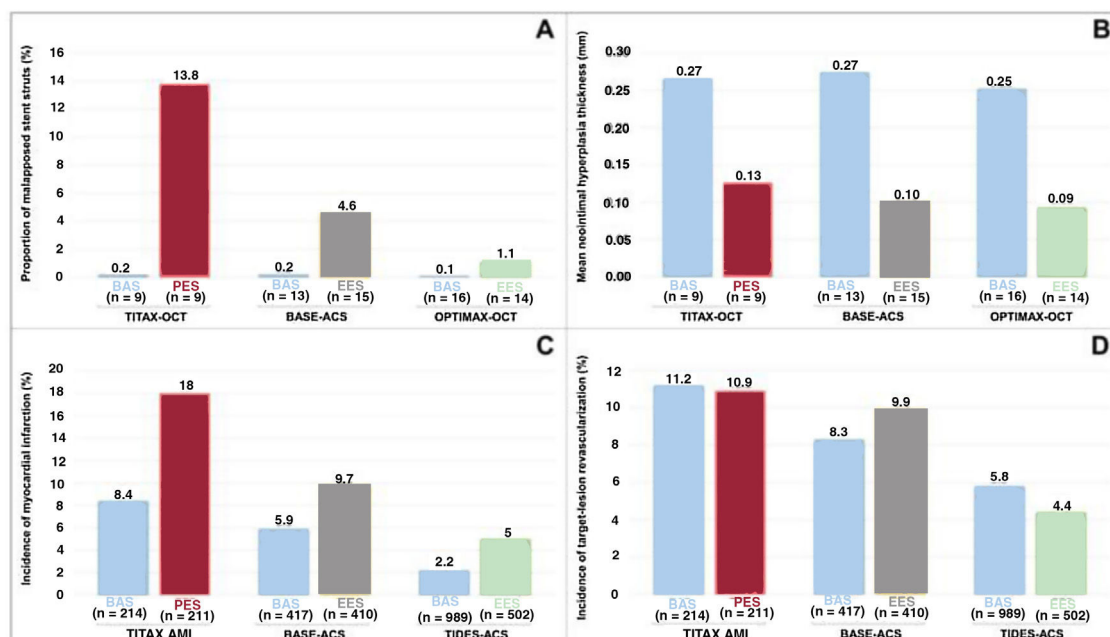 A
Proportion of malapposed stent struts (%)
16
14
12
10
8
6
4
2
0
0.2
13.8
0.2
4.6
0.1
1.1
BAS PES BAS EES BAS EES
(n = 9) (n = 9) (n = 13) (n = 15) (n = 16) (n = 14)
TITAX-OCT BASE-ACS OPTIMAX-OCT
B
Mean neointimal hyperplasia thickness (mm)
0.30
0.25
0.20
0.15
0.10
0.05
0.00
0.27
0.13
0.27
0.10
0.25
0.09
BAS PES BAS EES BAS EES
(n = 9) (n = 9) (n = 13) (n = 15) (n = 16) (n = 14)
TITAX-OCT BASE-ACS OPTIMAX-OCT
C
Incidence of myocardial infarction (%)
20
18
16
14
12
10
8
6
4
2
0
8.4
18
5.9
9.7
2.2
5
BAS PES BAS EES BAS EES
(n = 214) (n = 211) (n = 417) (n = 410) (n = 989) (n = 502)
TITAX AMI BASE-ACS TIDES-ACS
D
Incidence of target-lesion revascularization (%)
12
10
8
6
4
2
0
11.2
10.9
8.3
9.9
5.8
4.4
BAS PES BAS EES BAS EES
(n = 214) (n = 211) (n = 417) (n = 410) (n = 989) (n = 502)
TITAX AMI BASE-ACS TIDES-ACS